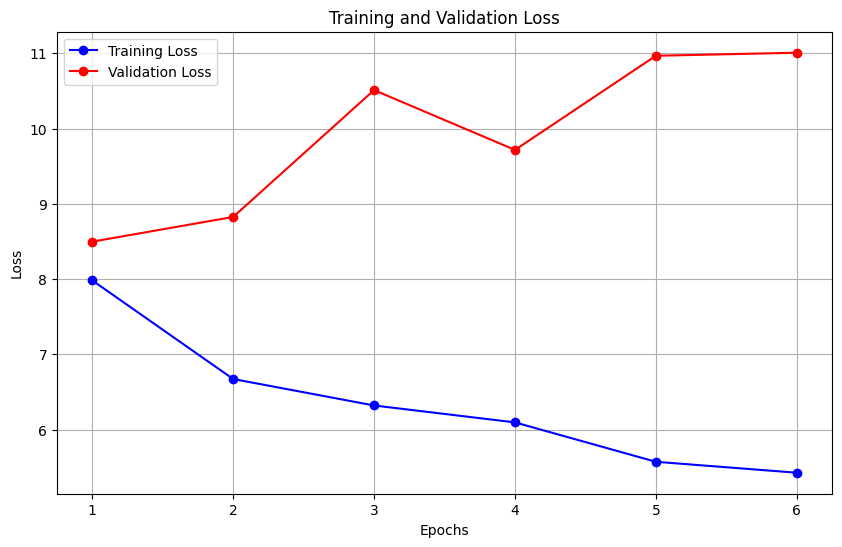 Training and Validation Loss
Training Loss
Validation Loss
11
10
9
8
7
6
Loss
1 2 3 4 5 6
Epochs